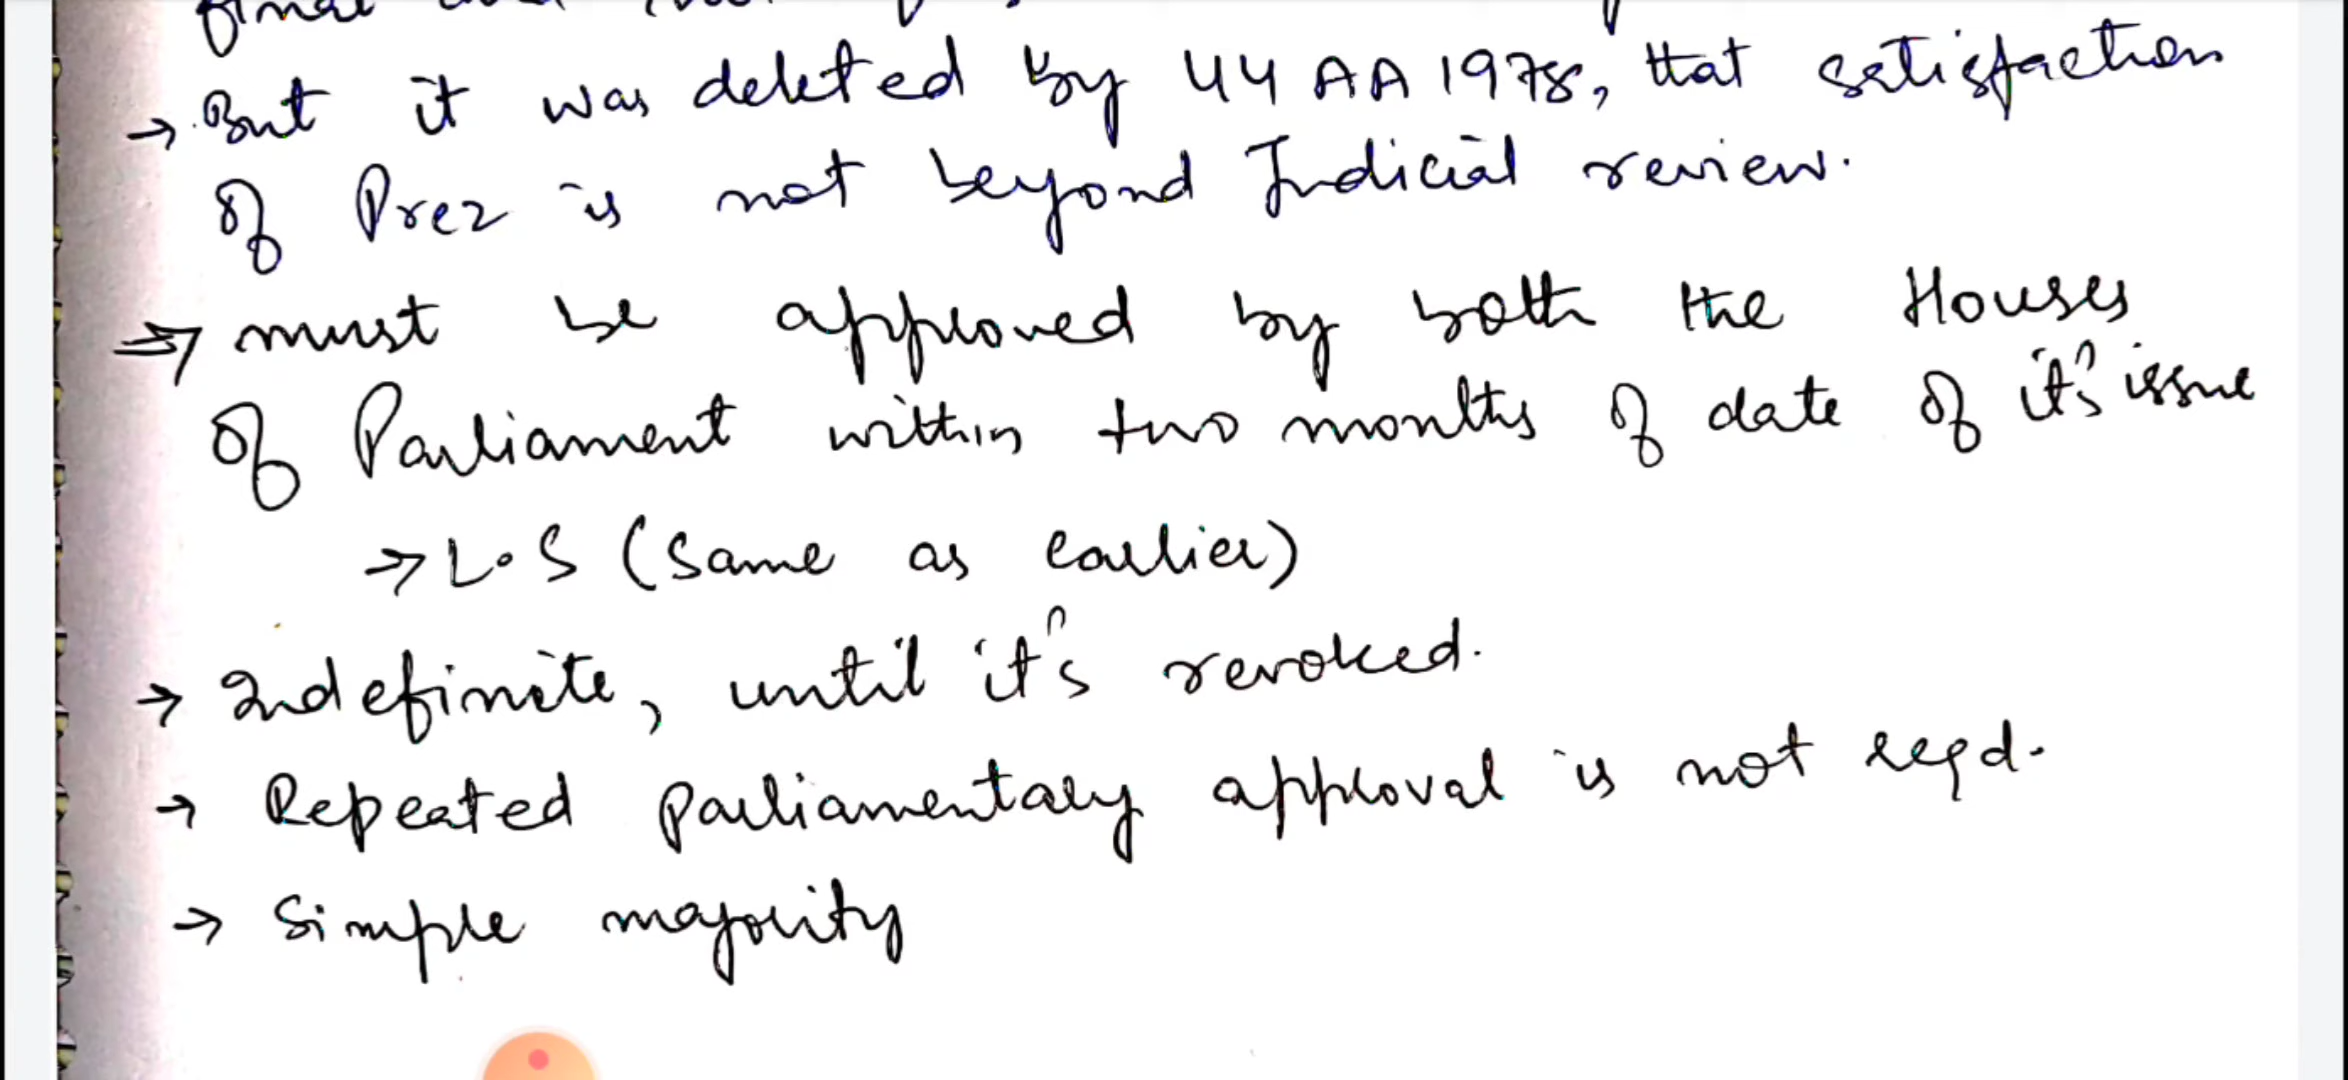 → But it was deleted by 44 AA 1978, that satisfaction
of Prez is not beyond Judicial review.
⇒ must be approved by both the Houses
of Parliament within two months of date of it's issue
→ L.S (Same as earlier)
→ Indefinite, until it's revoked.
→ Repeated parliamentary approval is not reqd.
→ Simple majority